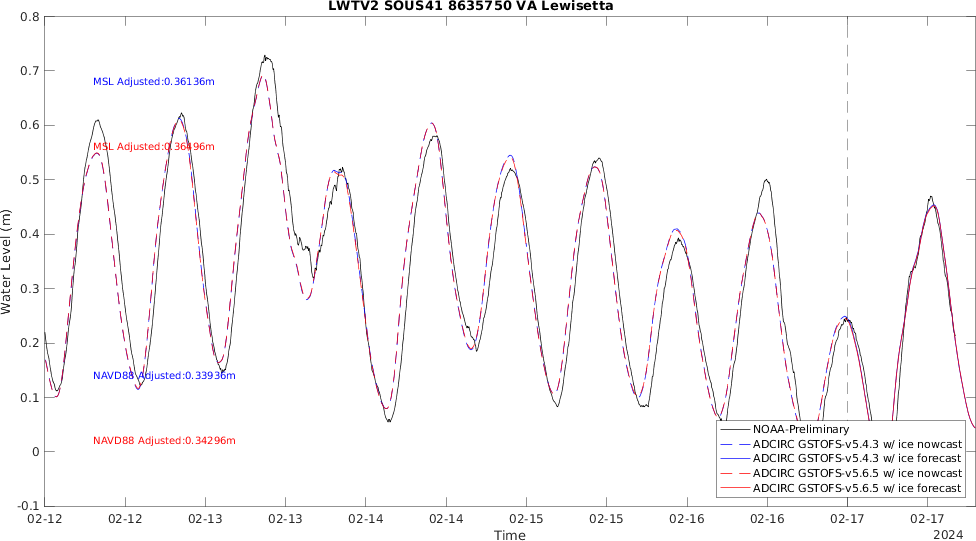 LWTV2 SOUS41 8635750 VA Lewisetta
0.8
0.7
0.6
0.5
0.4
0.3
0.2
0.1
0
-0.1
Water Level (m)
MSL Adjusted:0.36136m
MSL Adjusted:0.36496m
NAVD88 Adjusted:0.33936m
NAVD88 Adjusted:0.34296m
NOAA-Preliminary
ADCIRC GSTOFS-v5.4.3 w/ ice nowcast
ADCIRC GSTOFS-v5.4.3 w/ ice forecast
ADCIRC GSTOFS-v5.6.5 w/ ice nowcast
ADCIRC GSTOFS-v5.6.5 w/ ice forecast
02-12 02-12 02-13 02-13 02-14 02-14 02-15 02-15 02-16 02-16 02-17 02-17
Time
2024